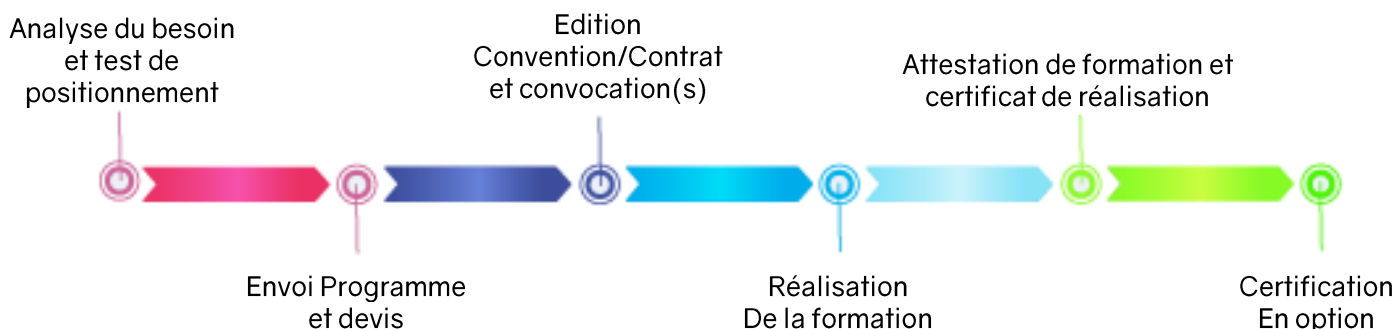 Analyse du besoin
et test de
positionnement
Envoi Programme
et devis
Edition
Convention/Contrat
et convocation(s)
Réalisation
De la formation
Attestation de formation et
certificat de réalisation
Certification
En option